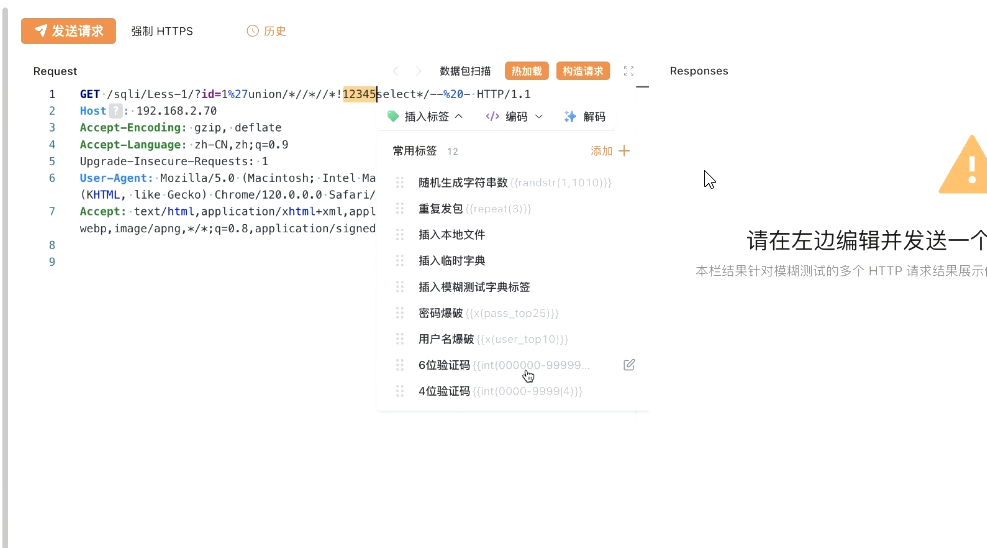 发送请求 强制 HTTPS 历史
Request 数据包扫描 热加载 构造请求 Responses
1 GET /sqli/Less-1/?id=1%27union/*//*//*!12345select*/--%20- HTTP/1.1
2 Host ? : 192.168.2.70
插入标签 编码 解码
3 Accept-Encoding: gzip, deflate
4 Accept-Language: zh-CN,zh;q=0.9
常用标签 12 添加
5 Upgrade-Insecure-Requests: 1
6 User-Agent: Mozilla/5.0 (Macintosh; Intel Ma
(KHTML, like Gecko) Chrome/120.0.0.0 Safari/
7 Accept: text/html,application/xhtml+xml,appl
webp,image/apng,*/*;q=0.8,application/signed
8
9
随机生成字符串数{{randstr(1,1010)}}
重复发包{{repeat(3)}}
插入本地文件
插入临时字典
插入模糊测试字典标签
密码爆破{{x(pass_top25)}}
用户名爆破{{x(user_top10)}}
6位验证码{{int(000000-99999...
4位验证码{{int(0000-9999|4)}}
请在左边编辑并发送一个
本栏结果针对模糊测试的多个 HTTP 请求结果展示